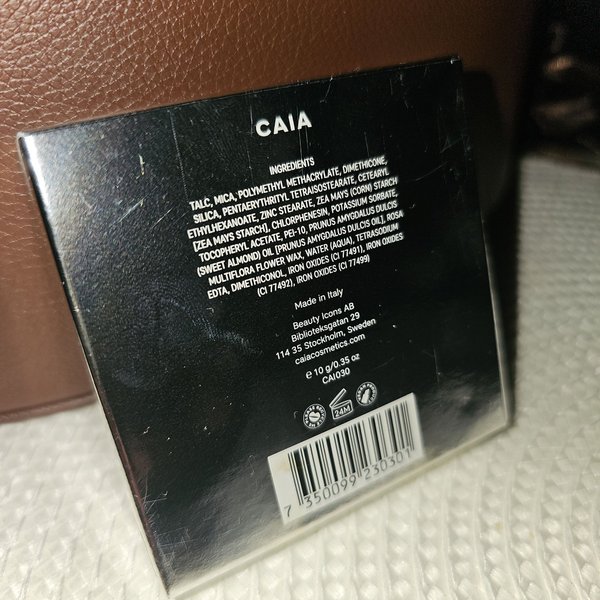 CAIA
INGREDIENTS
TALC, MICA, POLYMETHYL METHACRYLATE, DIMETHICONE,
SILICA, PENTAERYTHRITYL TETRAISOSTEARATE, CETEARYL
ETHYLHEXANOATE, ZINC STEARATE, ZEA MAYS (CORN) STARCH
[ZEA MAYS STARCH], CHLORPHENESIN, POTASSIUM SORBATE,
TOCOPHERYL ACETATE, PEI-10, PRUNUS AMYGDALUS DULCIS
(SWEET ALMOND) OIL [PRUNUS AMYGDALUS DULCIS OIL], ROSA
MULTIFLORA FLOWER WAX, WATER (AQUA), TETRASODIUM
EDTA, DIMETHICONOL, IRON OXIDES (CI 77491), IRON OXIDES
(CI 77492), IRON OXIDES (CI 77499)
Made in Italy
Beauty Icons AB
Biblioteksgatan 29
114 35 Stockholm, Sweden
caiacosmetics.com
e 10 g/0.35 oz
CAI030
24M
7 350099 230301